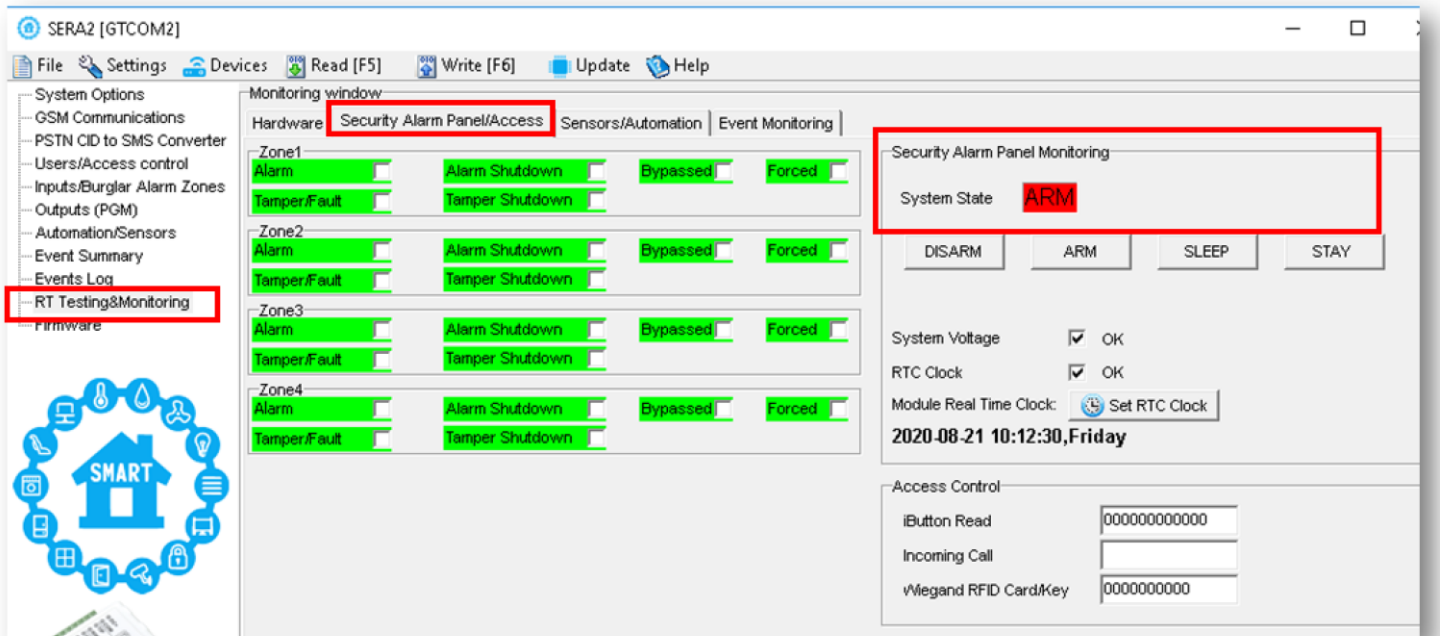 SERA2 [GTCOM2]
File Settings Devices Read [F5] Write [F6] Update Help
System Options
GSM Communications
PSTN CID to SMS Converter
Users/Access control
Inputs/Burglar Alarm Zones
Outputs (PGM)
Automation/Sensors
Event Summary
Events Log
RT Testing&Monitoring
Firmware
SMART
Monitoring window
Hardware Security Alarm Panel/Access Sensors/Automation Event Monitoring
Zone1
Alarm Alarm Shutdown Bypassed Forced
Tamper/Fault Tamper Shutdown
Zone2
Alarm Alarm Shutdown Bypassed Forced
Tamper/Fault Tamper Shutdown
Zone3
Alarm Alarm Shutdown Bypassed Forced
Tamper/Fault Tamper Shutdown
Zone4
Alarm Alarm Shutdown Bypassed Forced
Tamper/Fault Tamper Shutdown
Security Alarm Panel Monitoring
System State ARM
DISARM ARM SLEEP STAY
System Voltage OK
RTC Clock OK
Module Real Time Clock: Set RTC Clock
2020-08-21 10:12:30,Friday
Access Control
iButton Read 000000000000
Incoming Call
Wiegand RFID Card/Key 0000000000